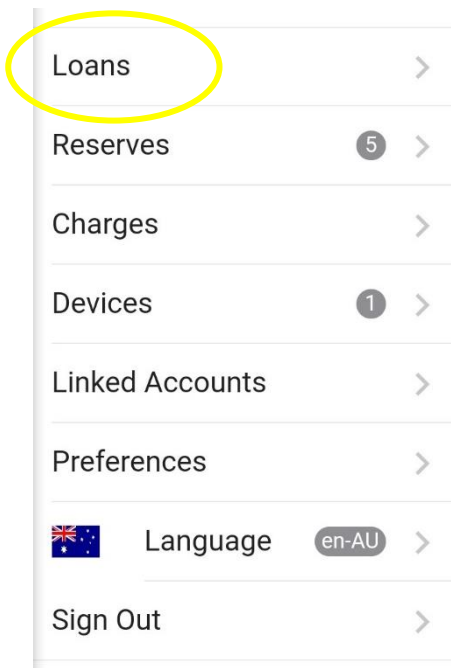 Loans
Reserves 5
Charges
Devices 1
Linked Accounts
Preferences
Language en-AU
Sign Out